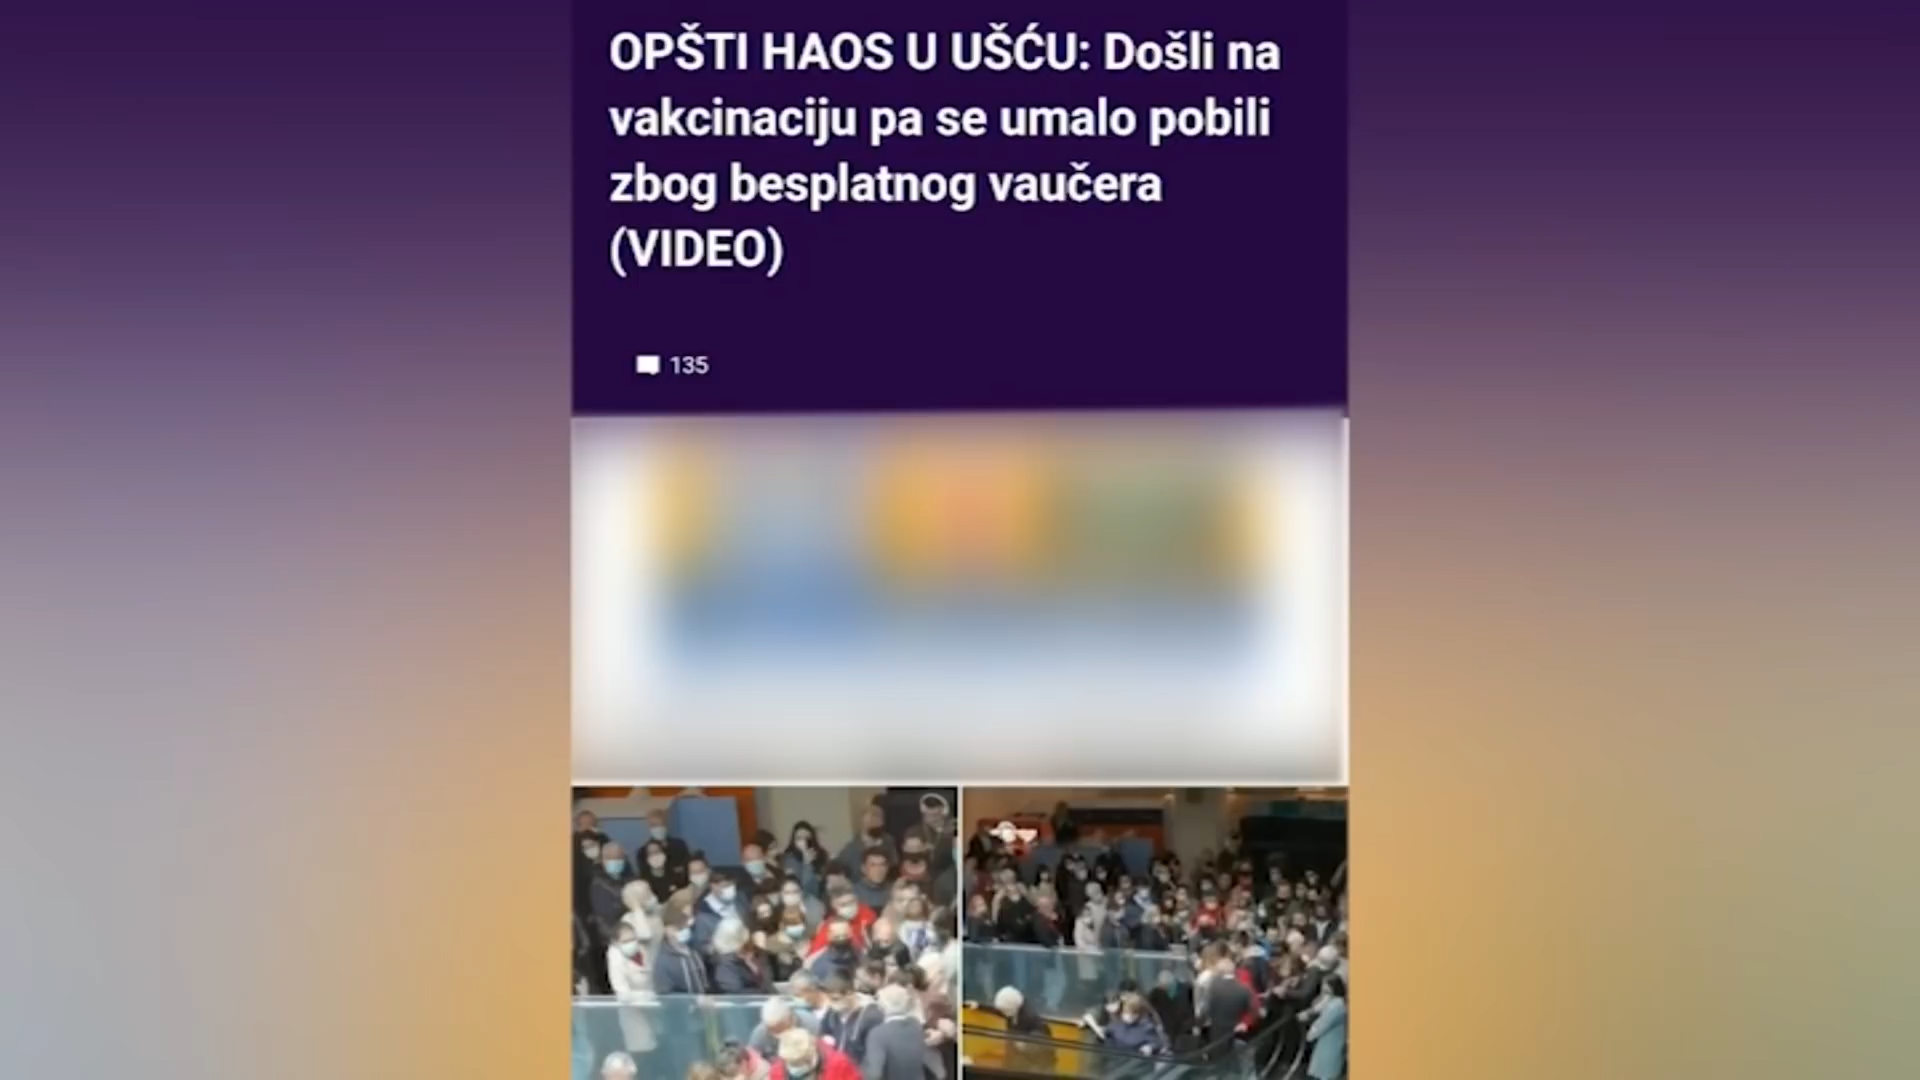 OPŠTI HAOS U UŠĆU: Došli na
vakcinaciju pa se umalo pobili
zbog besplatnog vaučera
(VIDEO)
135